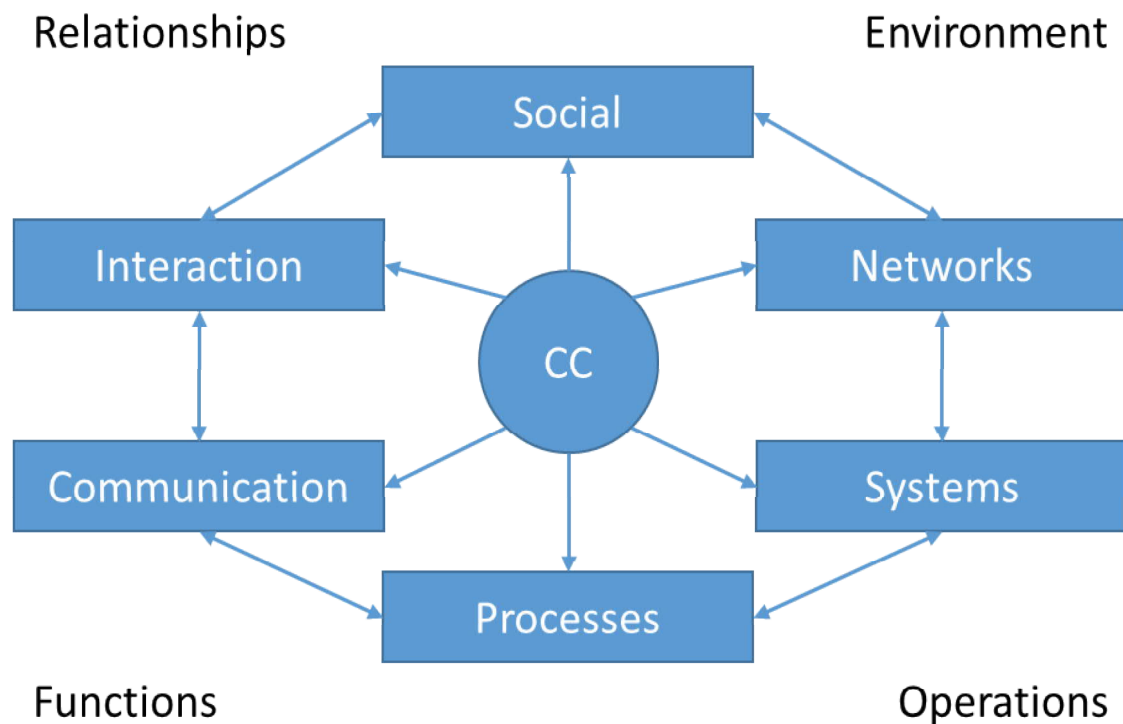 Relationships
Environment
Social
Interaction
Networks
CC
Communication
Systems
Processes
Functions
Operations